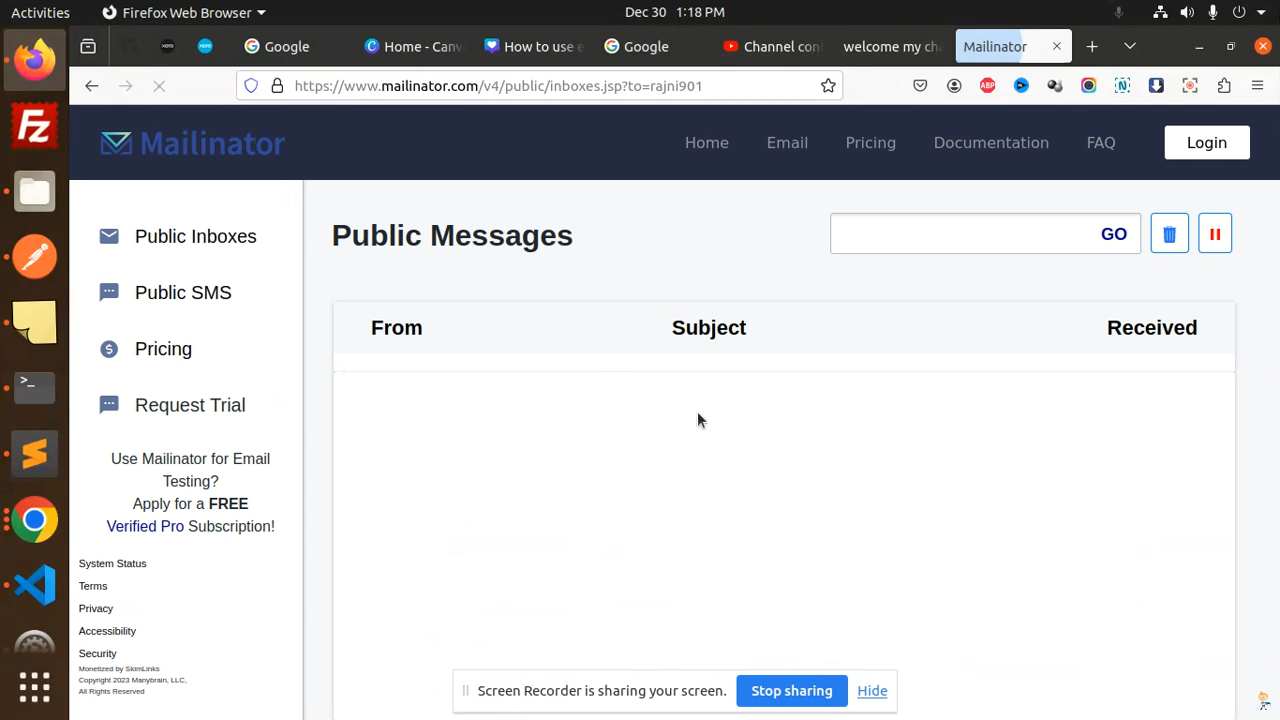 Activities
Firefox Web Browser
Dec 30 1:18 PM
Google
Home - Canv
How to use e
Google
Channel con
welcome my cha
Mailinator
https://www.mailinator.com/v4/public/inboxes.jsp?to=rajni901
ABP
Mailinator
Home
Email
Pricing
Documentation
FAQ
Login
Public Inboxes
Public SMS
Pricing
Request Trial
Use Mailinator for Email
Testing?
Apply for a FREE
Verified Pro Subscription!
System Status
Terms
Privacy
Accessibility
Security
Monetized by SkimLinks
Copyright 2023 Manybrain, LLC,
All Rights Reserved
Public Messages
GO
From
Subject
Received
Screen Recorder is sharing your screen.
Stop sharing
Hide